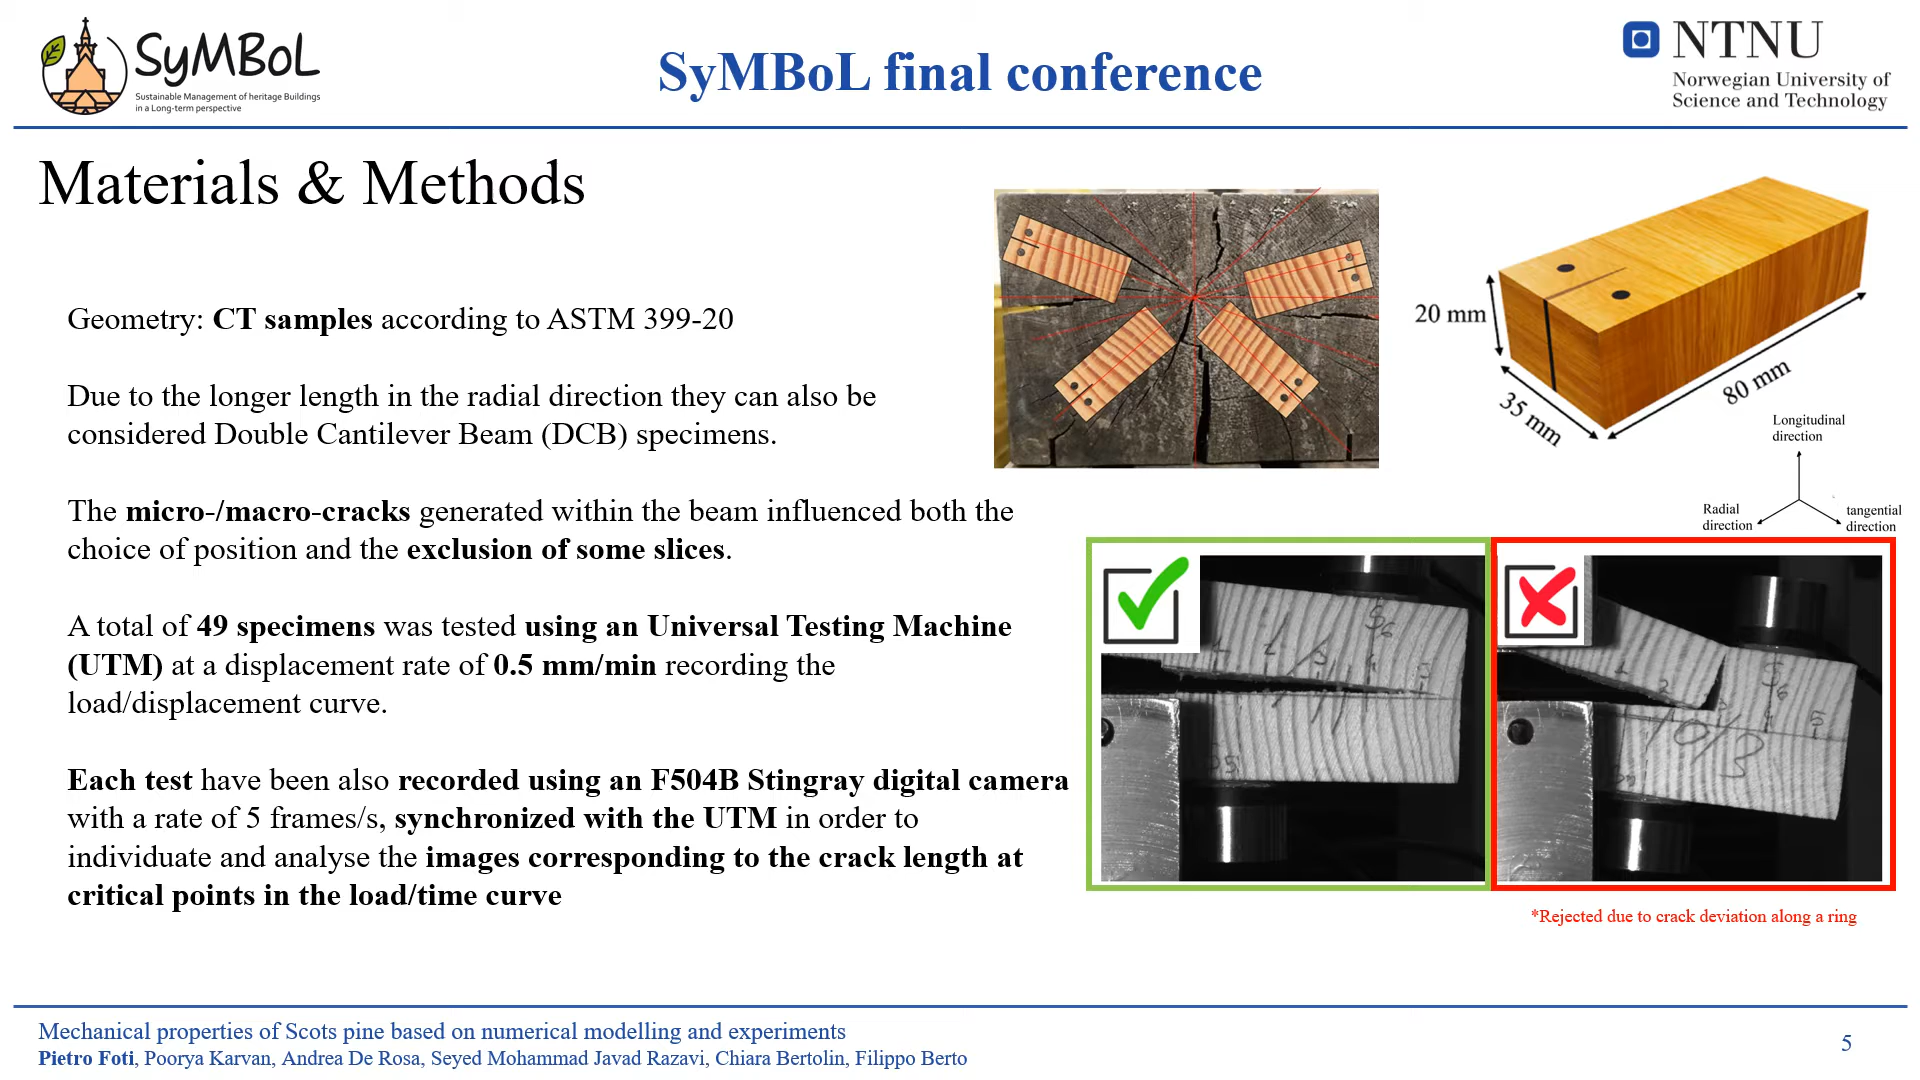 SyMBoL
Sustainable Management of heritage Buildings
in a Long-term perspective
SyMBoL final conference
NTNU
Norwegian University of
Science and Technology
Materials & Methods
Geometry: CT samples according to ASTM 399-20
Due to the longer length in the radial direction they can also be
considered Double Cantilever Beam (DCB) specimens.
The micro-/macro-cracks generated within the beam influenced both the
choice of position and the exclusion of some slices.
A total of 49 specimens was tested using an Universal Testing Machine
(UTM) at a displacement rate of 0.5 mm/min recording the
load/displacement curve.
Each test have been also recorded using an F504B Stingray digital camera
with a rate of 5 frames/s, synchronized with the UTM in order to
individuate and analyse the images corresponding to the crack length at
critical points in the load/time curve
20 mm
35 mm
80 mm
Longitudinal
direction
Radial
direction
tangential
direction
*Rejected due to crack deviation along a ring
Mechanical properties of Scots pine based on numerical modelling and experiments
Pietro Foti, Poorya Karvan, Andrea De Rosa, Seyed Mohammad Javad Razavi, Chiara Bertolin, Filippo Berto
5